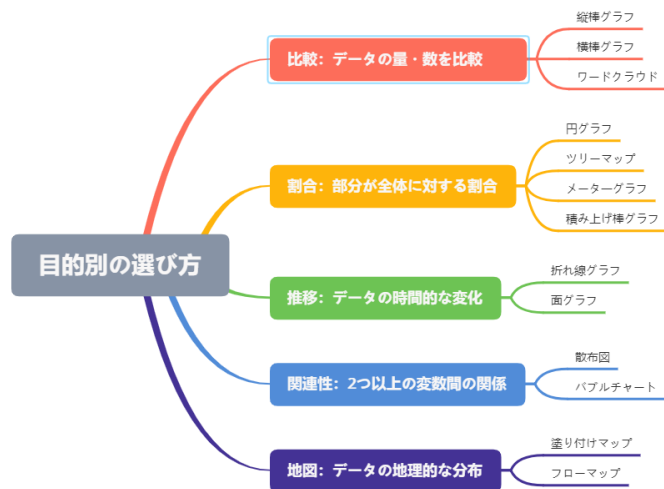 目的別の選び方
比較：データの量・数を比較
縦棒グラフ
横棒グラフ
ワードクラウド
割合：部分が全体に対する割合
円グラフ
ツリーマップ
メーターグラフ
積み上げ棒グラフ
推移：データの時間的な変化
折れ線グラフ
面グラフ
関連性：2つ以上の変数間の関係
散布図
バブルチャート
地図：データの地理的な分布
塗り付けマップ
フローマップ